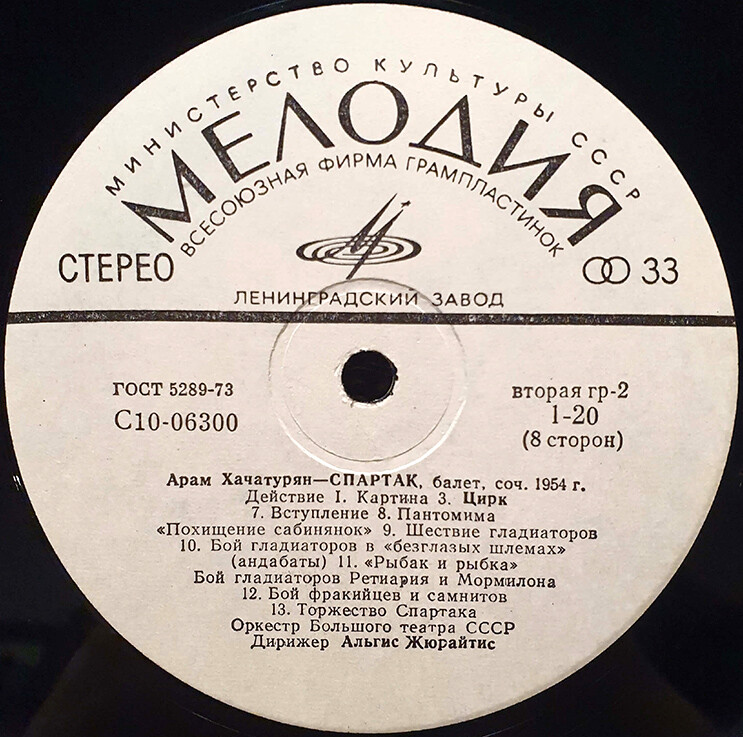 МИНИСТЕРСТВО КУЛЬТУРЫ СССР
МЕЛОДИЯ
ВСЕСОЮЗНАЯ ФИРМА ГРАМПЛАСТИНОК
СТЕРЕО
33
ЛЕНИНГРАДСКИЙ ЗАВОД
ГОСТ 5289-73
вторая гр-2
С10-06300
1-20
(8 сторон)
Арам Хачатурян—СПАРТАК, балет, соч. 1954 г.
Действие I. Картина 3. Цирк
7. Вступление 8. Пантомима
«Похищение сабинянок» 9. Шествие гладиаторов
10. Бой гладиаторов в «безглазых шлемах»
(андабаты) 11. «Рыбак и рыбка»
Бой гладиаторов Ретиария и Мормилона
12. Бой фракийцев и самнитов
13. Торжество Спартака
Оркестр Большого театра СССР
Дирижер Альгис Жюрайтис